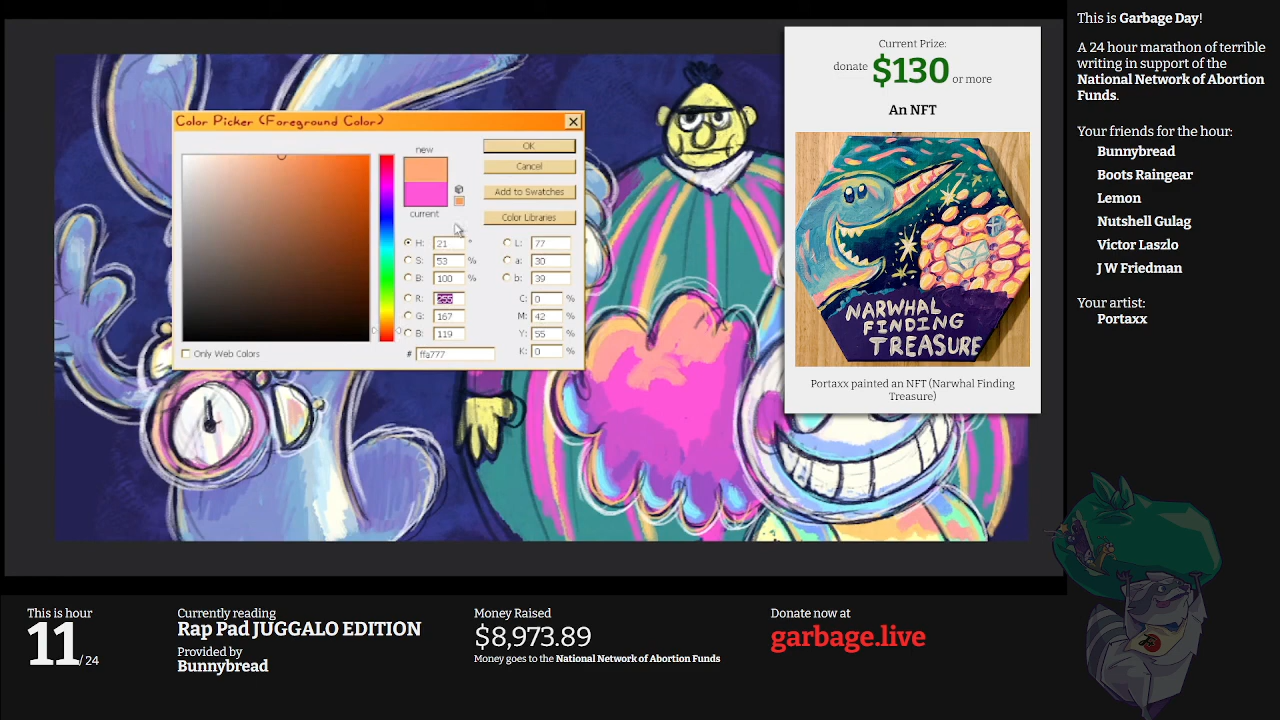 This is Garbage Day!
A 24 hour marathon of terrible
writing in support of the
National Network of Abortion
Funds.
Your friends for the hour:
Bunnybread
Boots Raingear
Lemon
Nutshell Gulag
Victor Laszlo
J W Friedman
Your artist:
Portaxx
Current Prize:
donate $130 or more
An NFT
NARWHAL
FINDING
TREASURE
Portaxx painted an NFT (Narwhal Finding
Treasure)
Color Picker (Foreground Color)
new
current
OK
Cancel
Add to Swatches
Color Libraries
H: 21 ° L: 77
S: 53 % a: 30
B: 100 % b: 39
R: 255 C: 0 %
G: 167 M: 42 %
B: 119 Y: 55 %
# ffa777 K: 0 %
Only Web Colors
This is hour
11 / 24
Currently reading
Rap Pad JUGGALO EDITION
Provided by
Bunnybread
Money Raised
$8,973.89
Money goes to the National Network of Abortion Funds
Donate now at
garbage.live